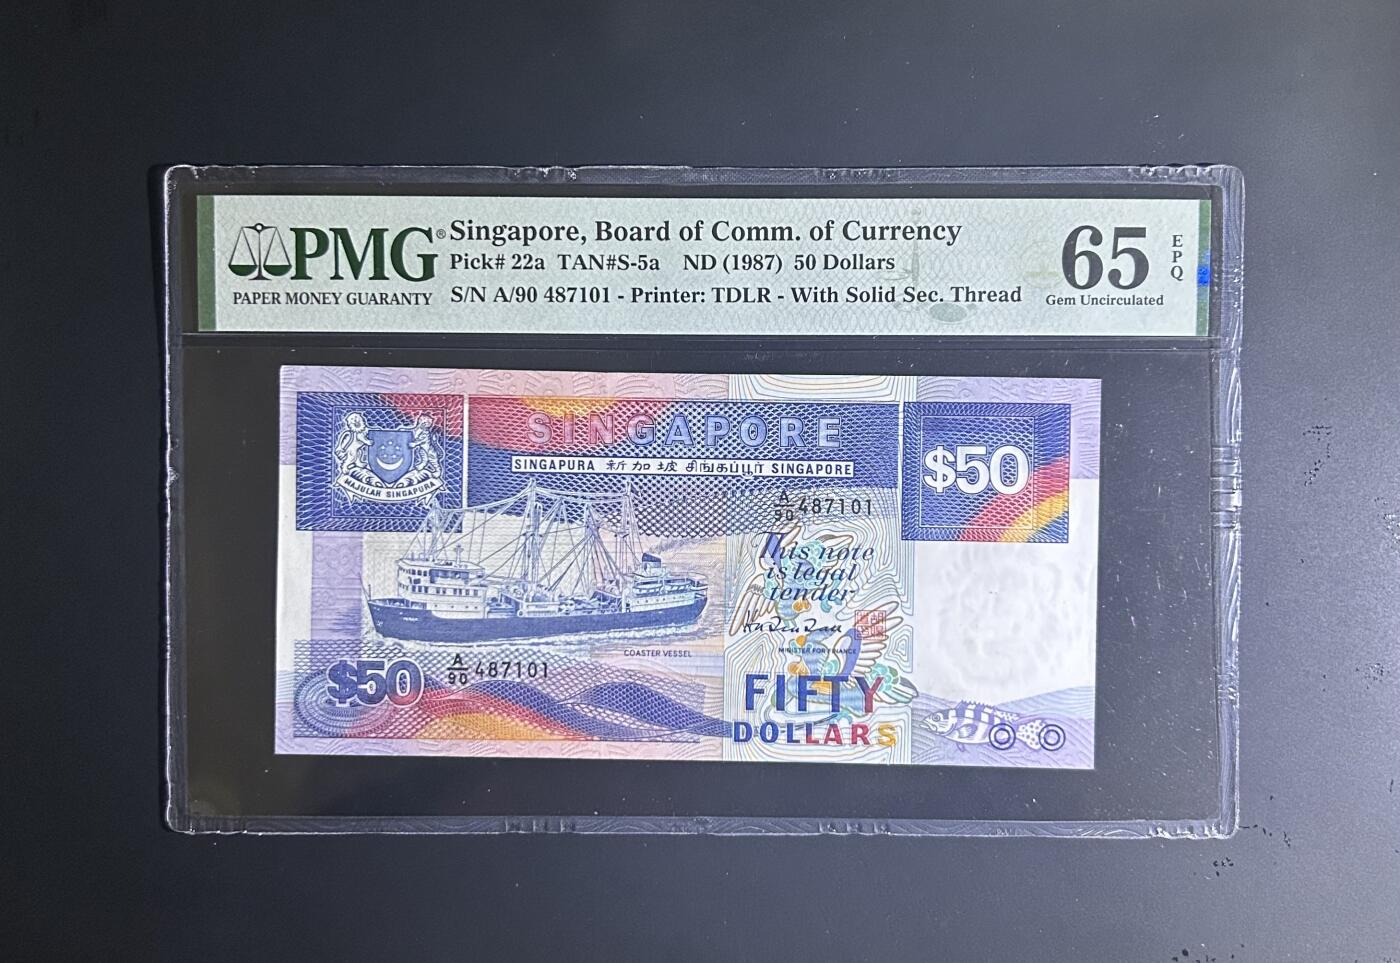 PMG®
PAPER MONEY GUARANTY
Singapore, Board of Comm. of Currency
Pick# 22a TAN#S-5a ND (1987) 50 Dollars
S/N A/90 487101 - Printer: TDLR - With Solid Sec. Thread
65
Gem Uncirculated
EPQ
SINGAPORE
SINGAPURA 新加坡 சிங்கப்பூர் SINGAPORE
MAJULAH SINGAPURA
$50
A/90 487101
This note
is legal
tender
MINISTER FOR FINANCE
COASTER VESSEL
A/90 487101
$50
FIFTY
DOLLARS